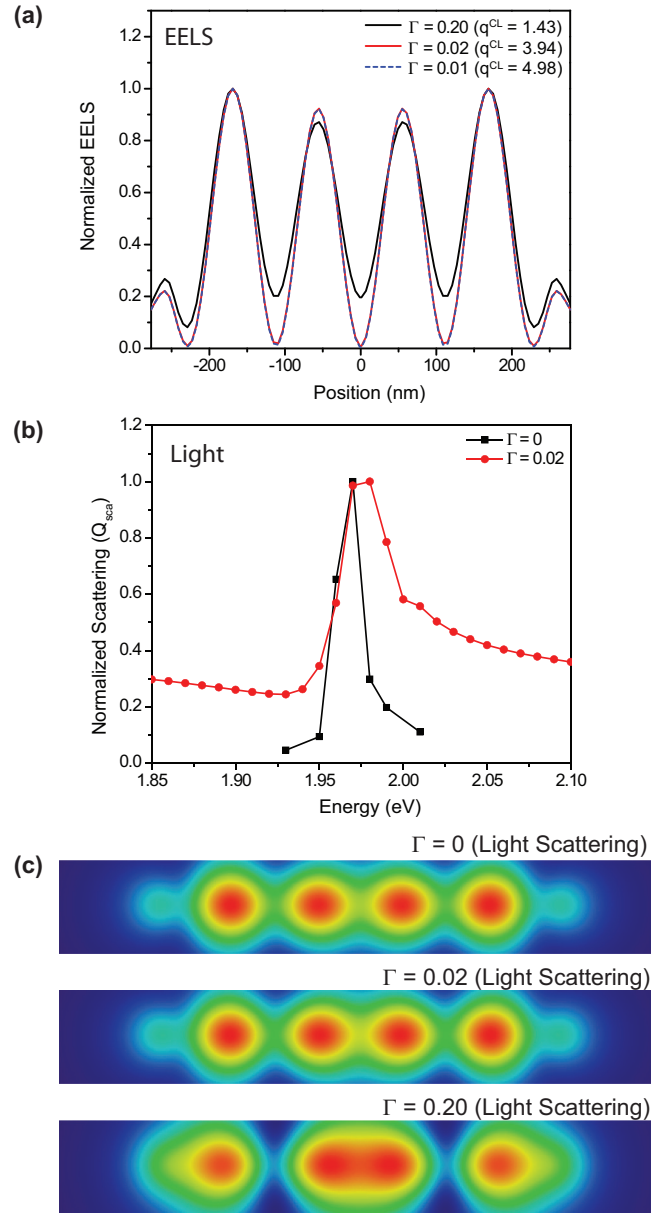 (a)
EELS
Γ = 0.20 (q^CL = 1.43)
Γ = 0.02 (q^CL = 3.94)
Γ = 0.01 (q^CL = 4.98)
Normalized EELS
1.2
1.0
0.8
0.6
0.4
0.2
0.0
-200 -100 0 100 200
Position (nm)
(b)
Light
Γ = 0
Γ = 0.02
Normalized Scattering (Q_sca)
1.2
1.0
0.8
0.6
0.4
0.2
0.0
1.85 1.90 1.95 2.00 2.05 2.10
Energy (eV)
Γ = 0 (Light Scattering)
(c)
Γ = 0.02 (Light Scattering)
Γ = 0.20 (Light Scattering)